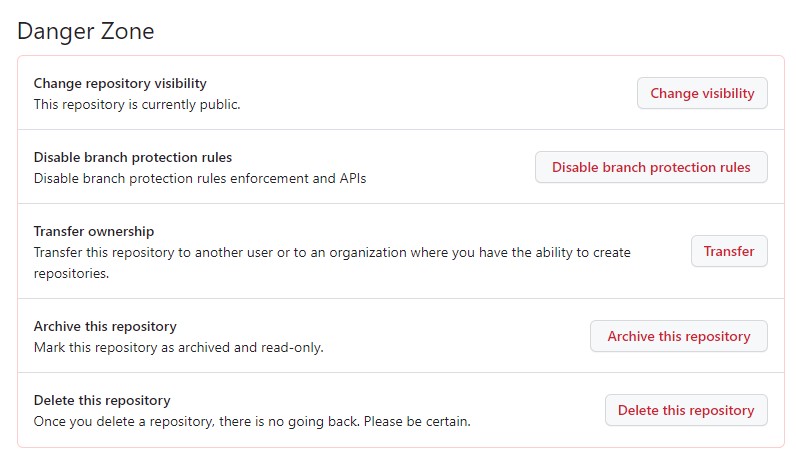 Danger Zone
Change repository visibility
This repository is currently public.
Change visibility
Disable branch protection rules
Disable branch protection rules enforcement and APIs
Disable branch protection rules
Transfer ownership
Transfer this repository to another user or to an organization where you have the ability to create
repositories.
Transfer
Archive this repository
Mark this repository as archived and read-only.
Archive this repository
Delete this repository
Once you delete a repository, there is no going back. Please be certain.
Delete this repository